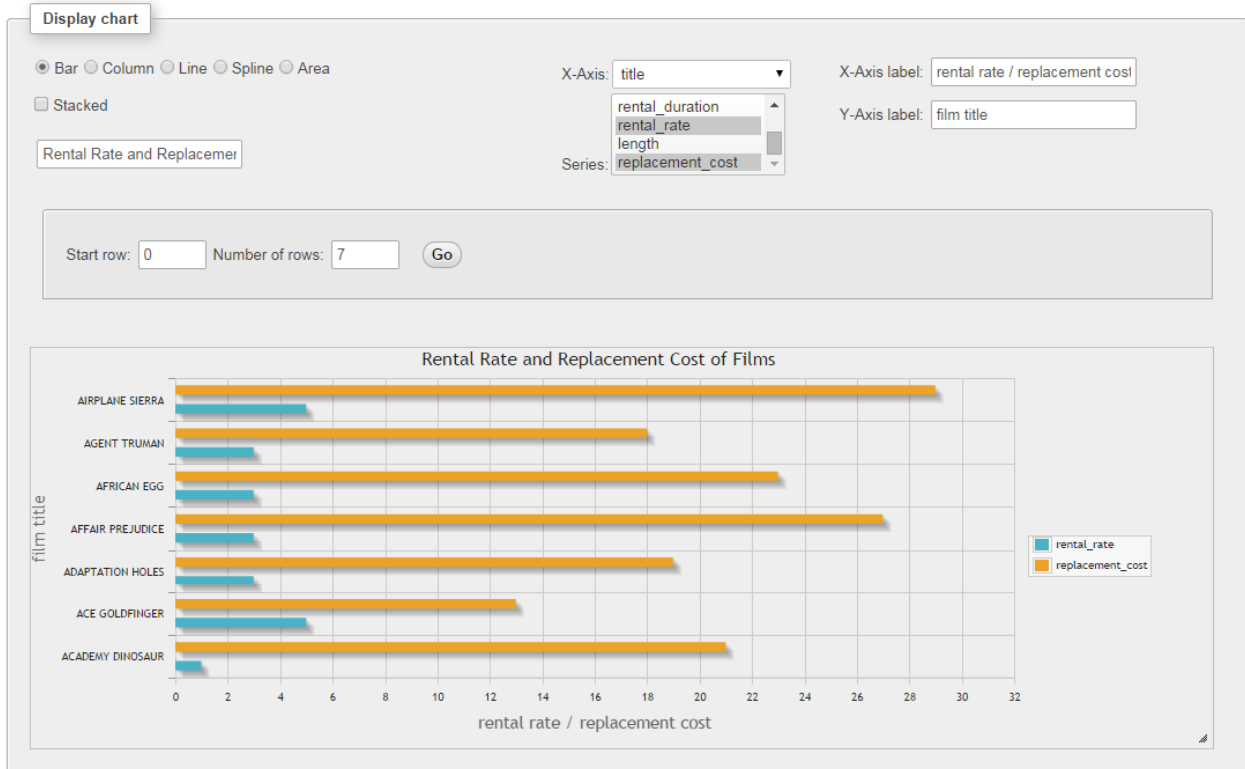 Display chart
Bar Column Line Spline Area
Stacked
Rental Rate and Replacemer
X-Axis: title
rental_duration
rental_rate
length
Series: replacement_cost
X-Axis label: rental rate / replacement cost
Y-Axis label: film title
Start row: 0 Number of rows: 7 Go
Rental Rate and Replacement Cost of Films
film title
AIRPLANE SIERRA
AGENT TRUMAN
AFRICAN EGG
AFFAIR PREJUDICE
ADAPTATION HOLES
ACE GOLDFINGER
ACADEMY DINOSAUR
0 2 4 6 8 10 12 14 16 18 20 22 24 26 28 30 32
rental rate / replacement cost
rental_rate
replacement_cost